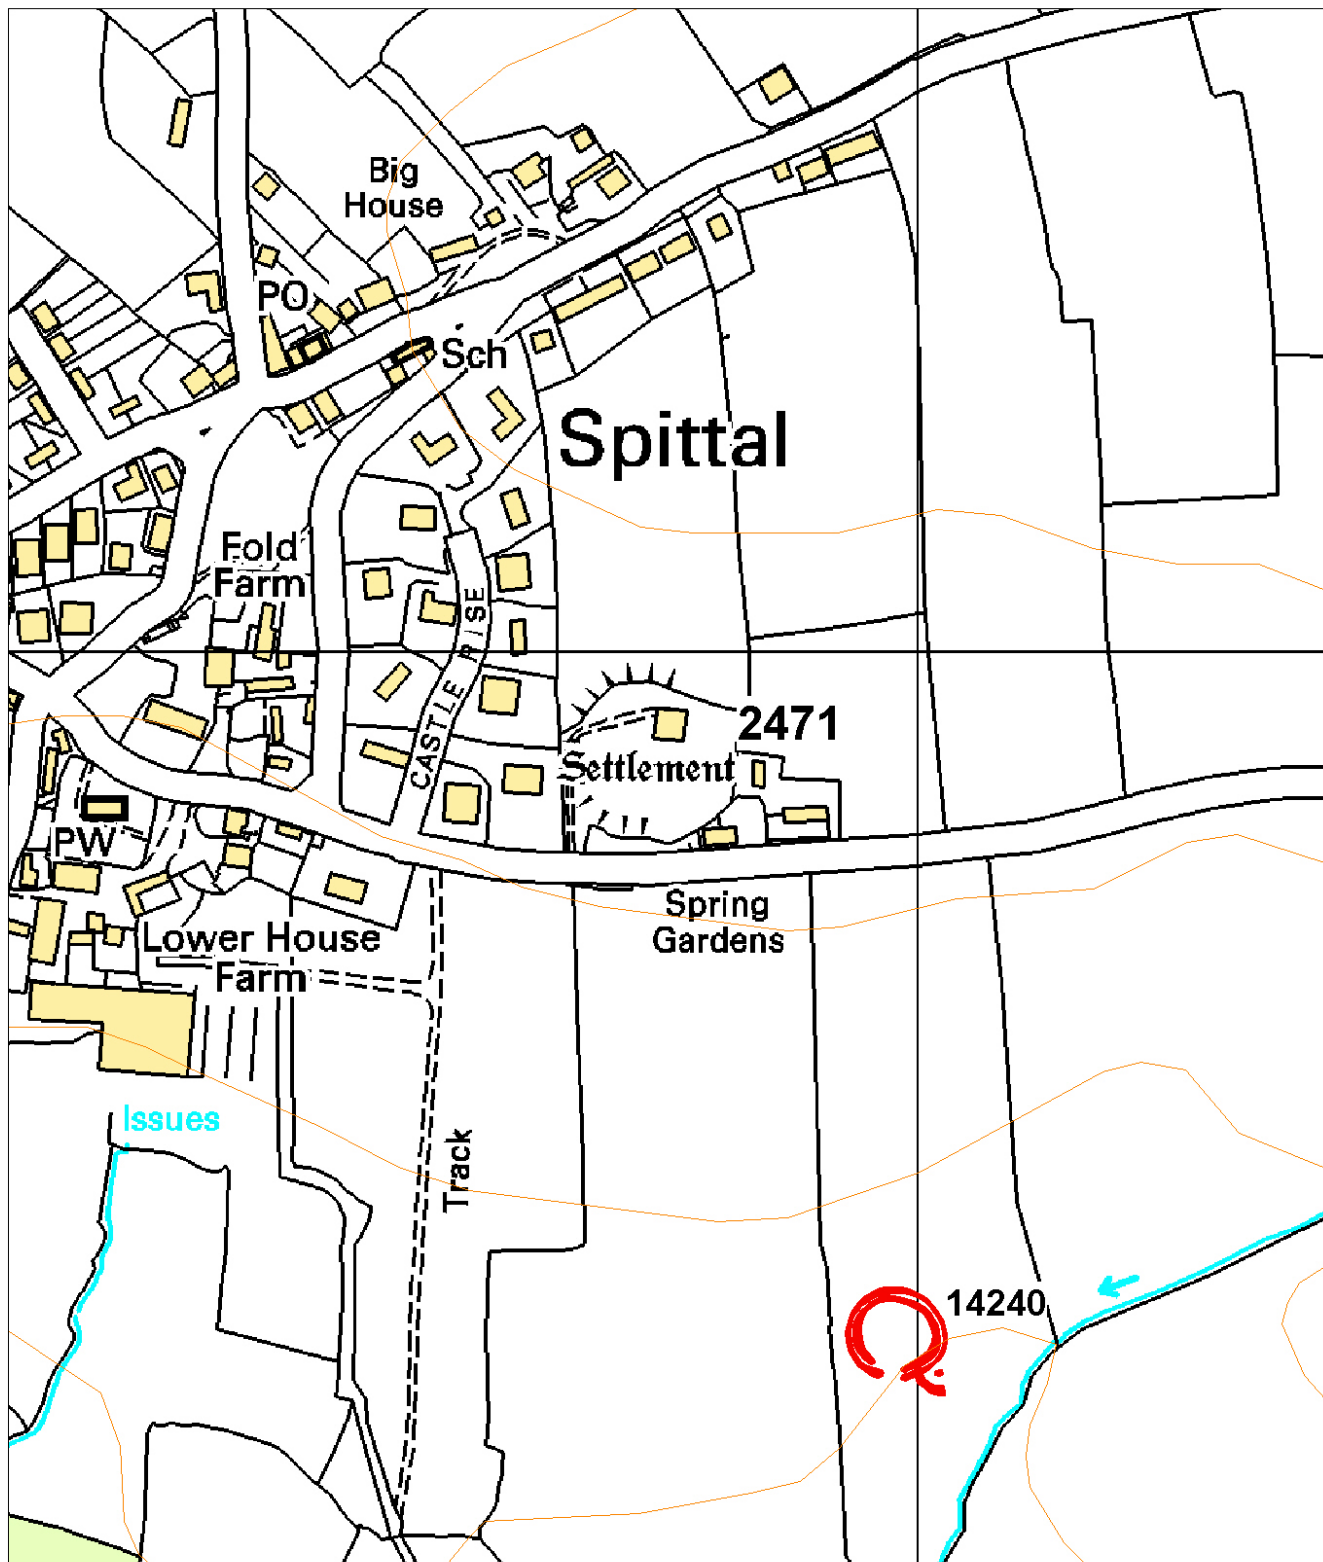 Big
House
PO
Sch
Spittal
Fold
Farm
CASTLE RISE
2471
Settlement
PW
Spring
Gardens
Lower House
Farm
Issues
Track
14240